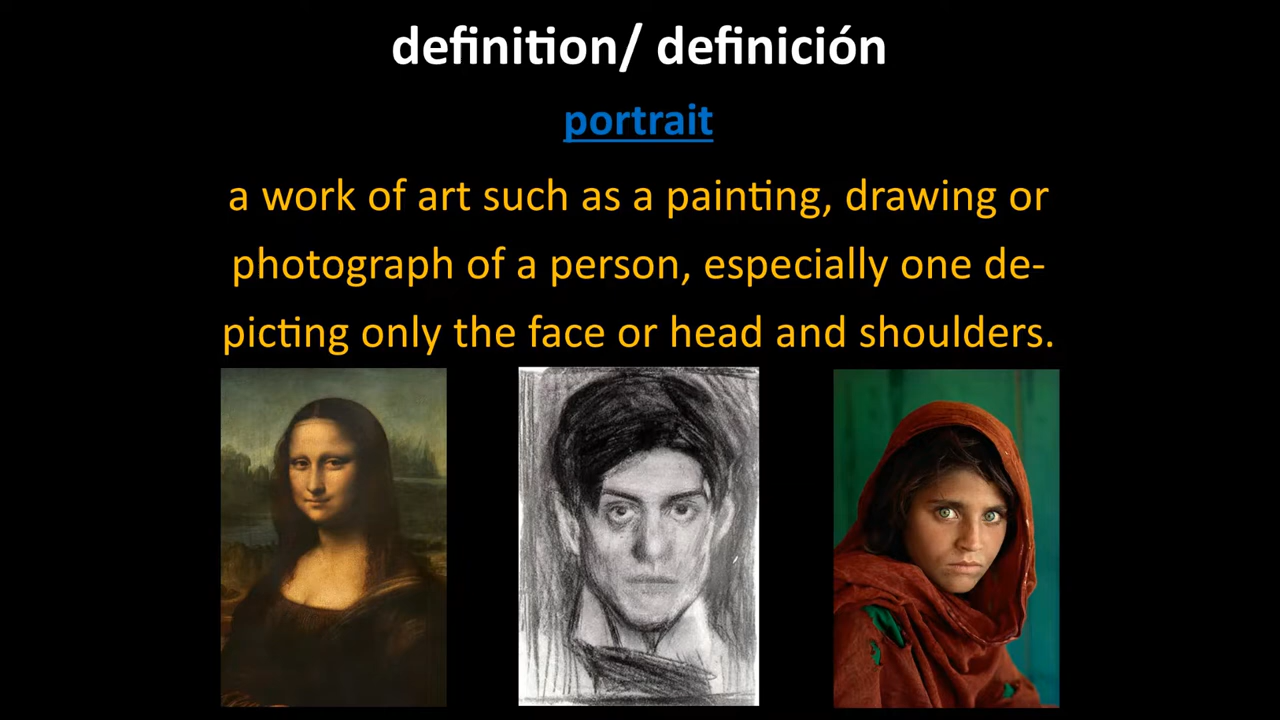 definition/ definición
portrait
a work of art such as a painting, drawing or
photograph of a person, especially one de-
picting only the face or head and shoulders.